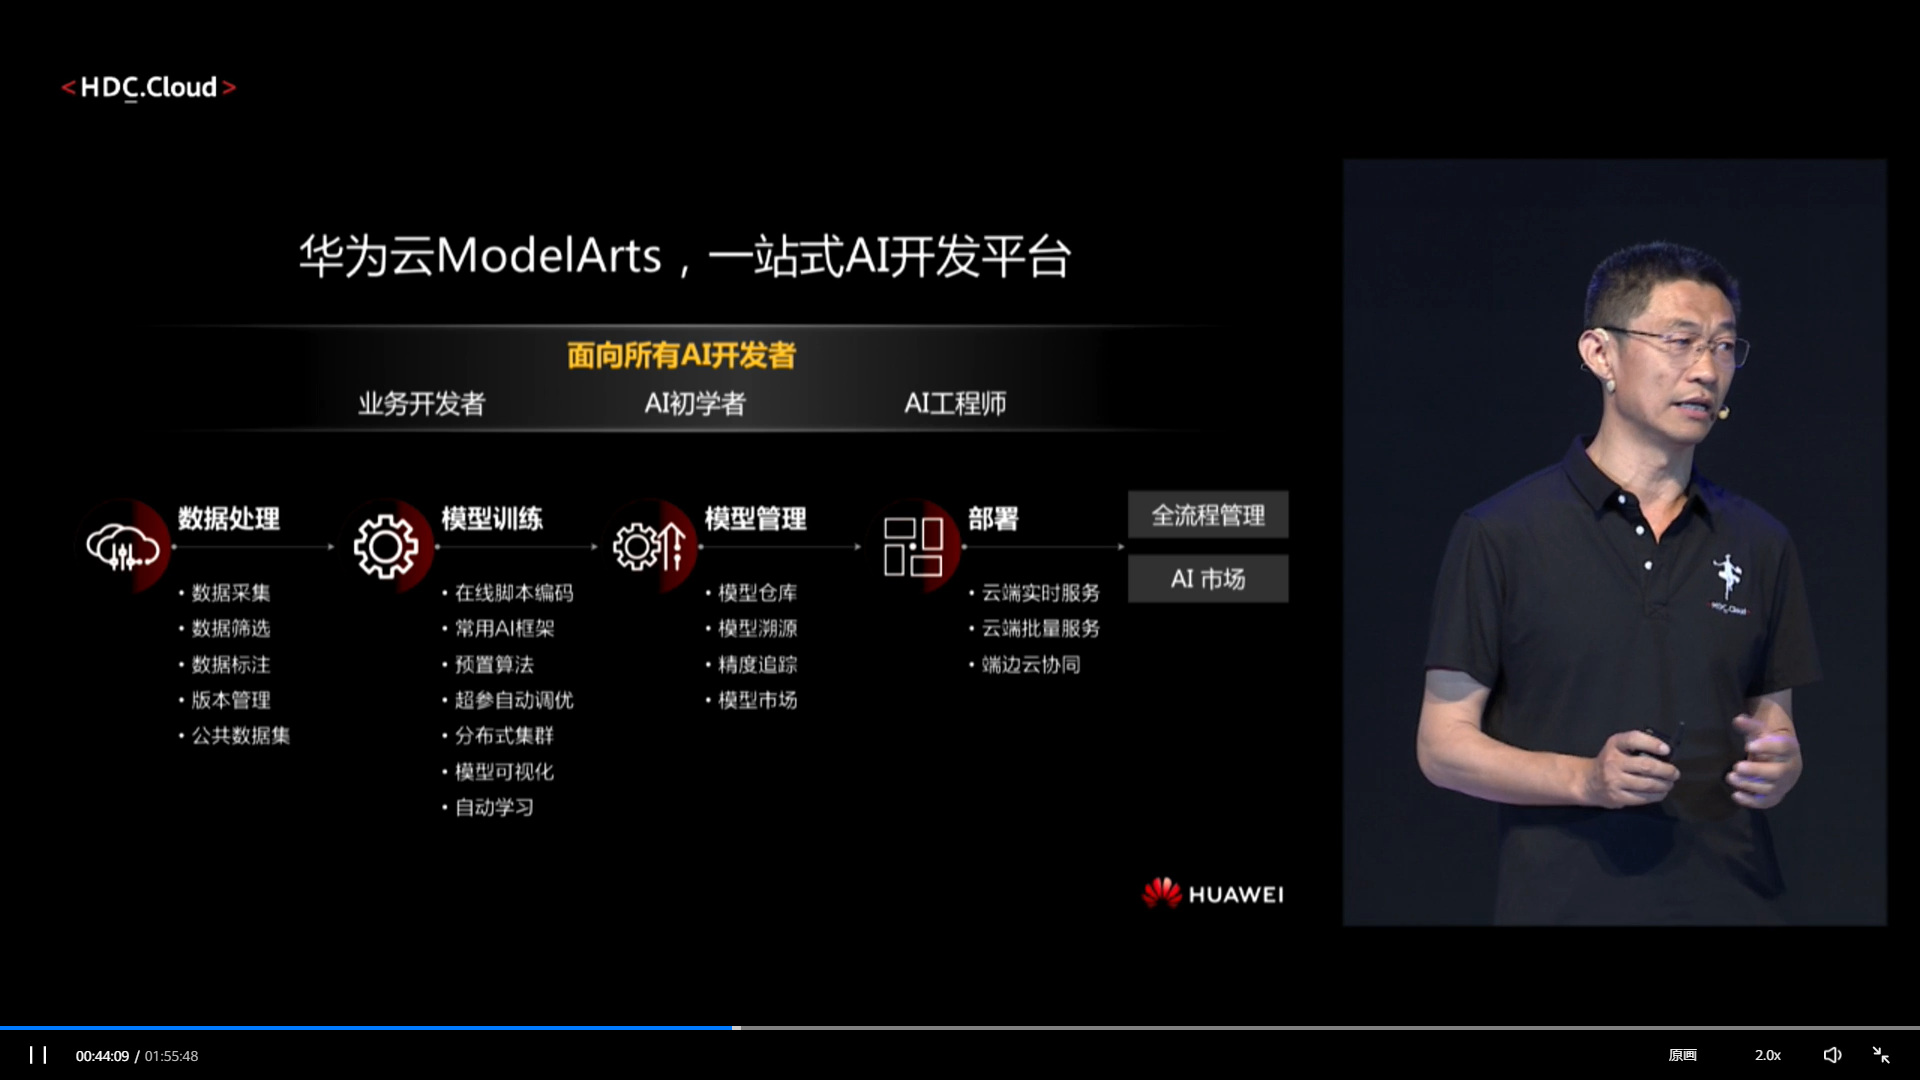 <HDC.Cloud>
华为云ModelArts，一站式AI开发平台
面向所有AI开发者
业务开发者 AI初学者 AI工程师
数据处理
• 数据采集
• 数据筛选
• 数据标注
• 版本管理
• 公共数据集
模型训练
• 在线脚本编码
• 常用AI框架
• 预置算法
• 超参自动调优
• 分布式集群
• 模型可视化
• 自动学习
模型管理
• 模型仓库
• 模型溯源
• 精度追踪
• 模型市场
部署
• 云端实时服务
• 云端批量服务
• 端边云协同
全流程管理
AI 市场
HUAWEI
<HDC.Cloud>
00:44:09 / 01:55:48
原画
2.0x